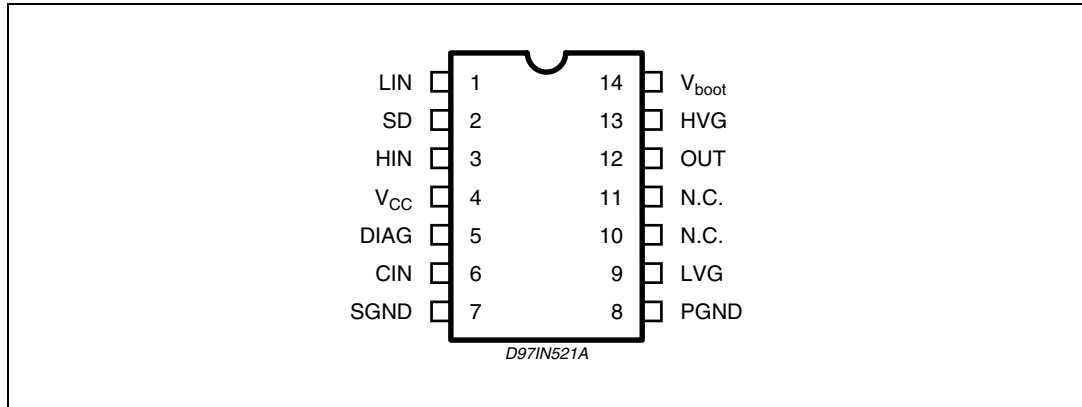 LIN 1 14 Vboot
SD 2 13 HVG
HIN 3 12 OUT
VCC 4 11 N.C.
DIAG 5 10 N.C.
CIN 6 9 LVG
SGND 7 8 PGND
D97IN521A